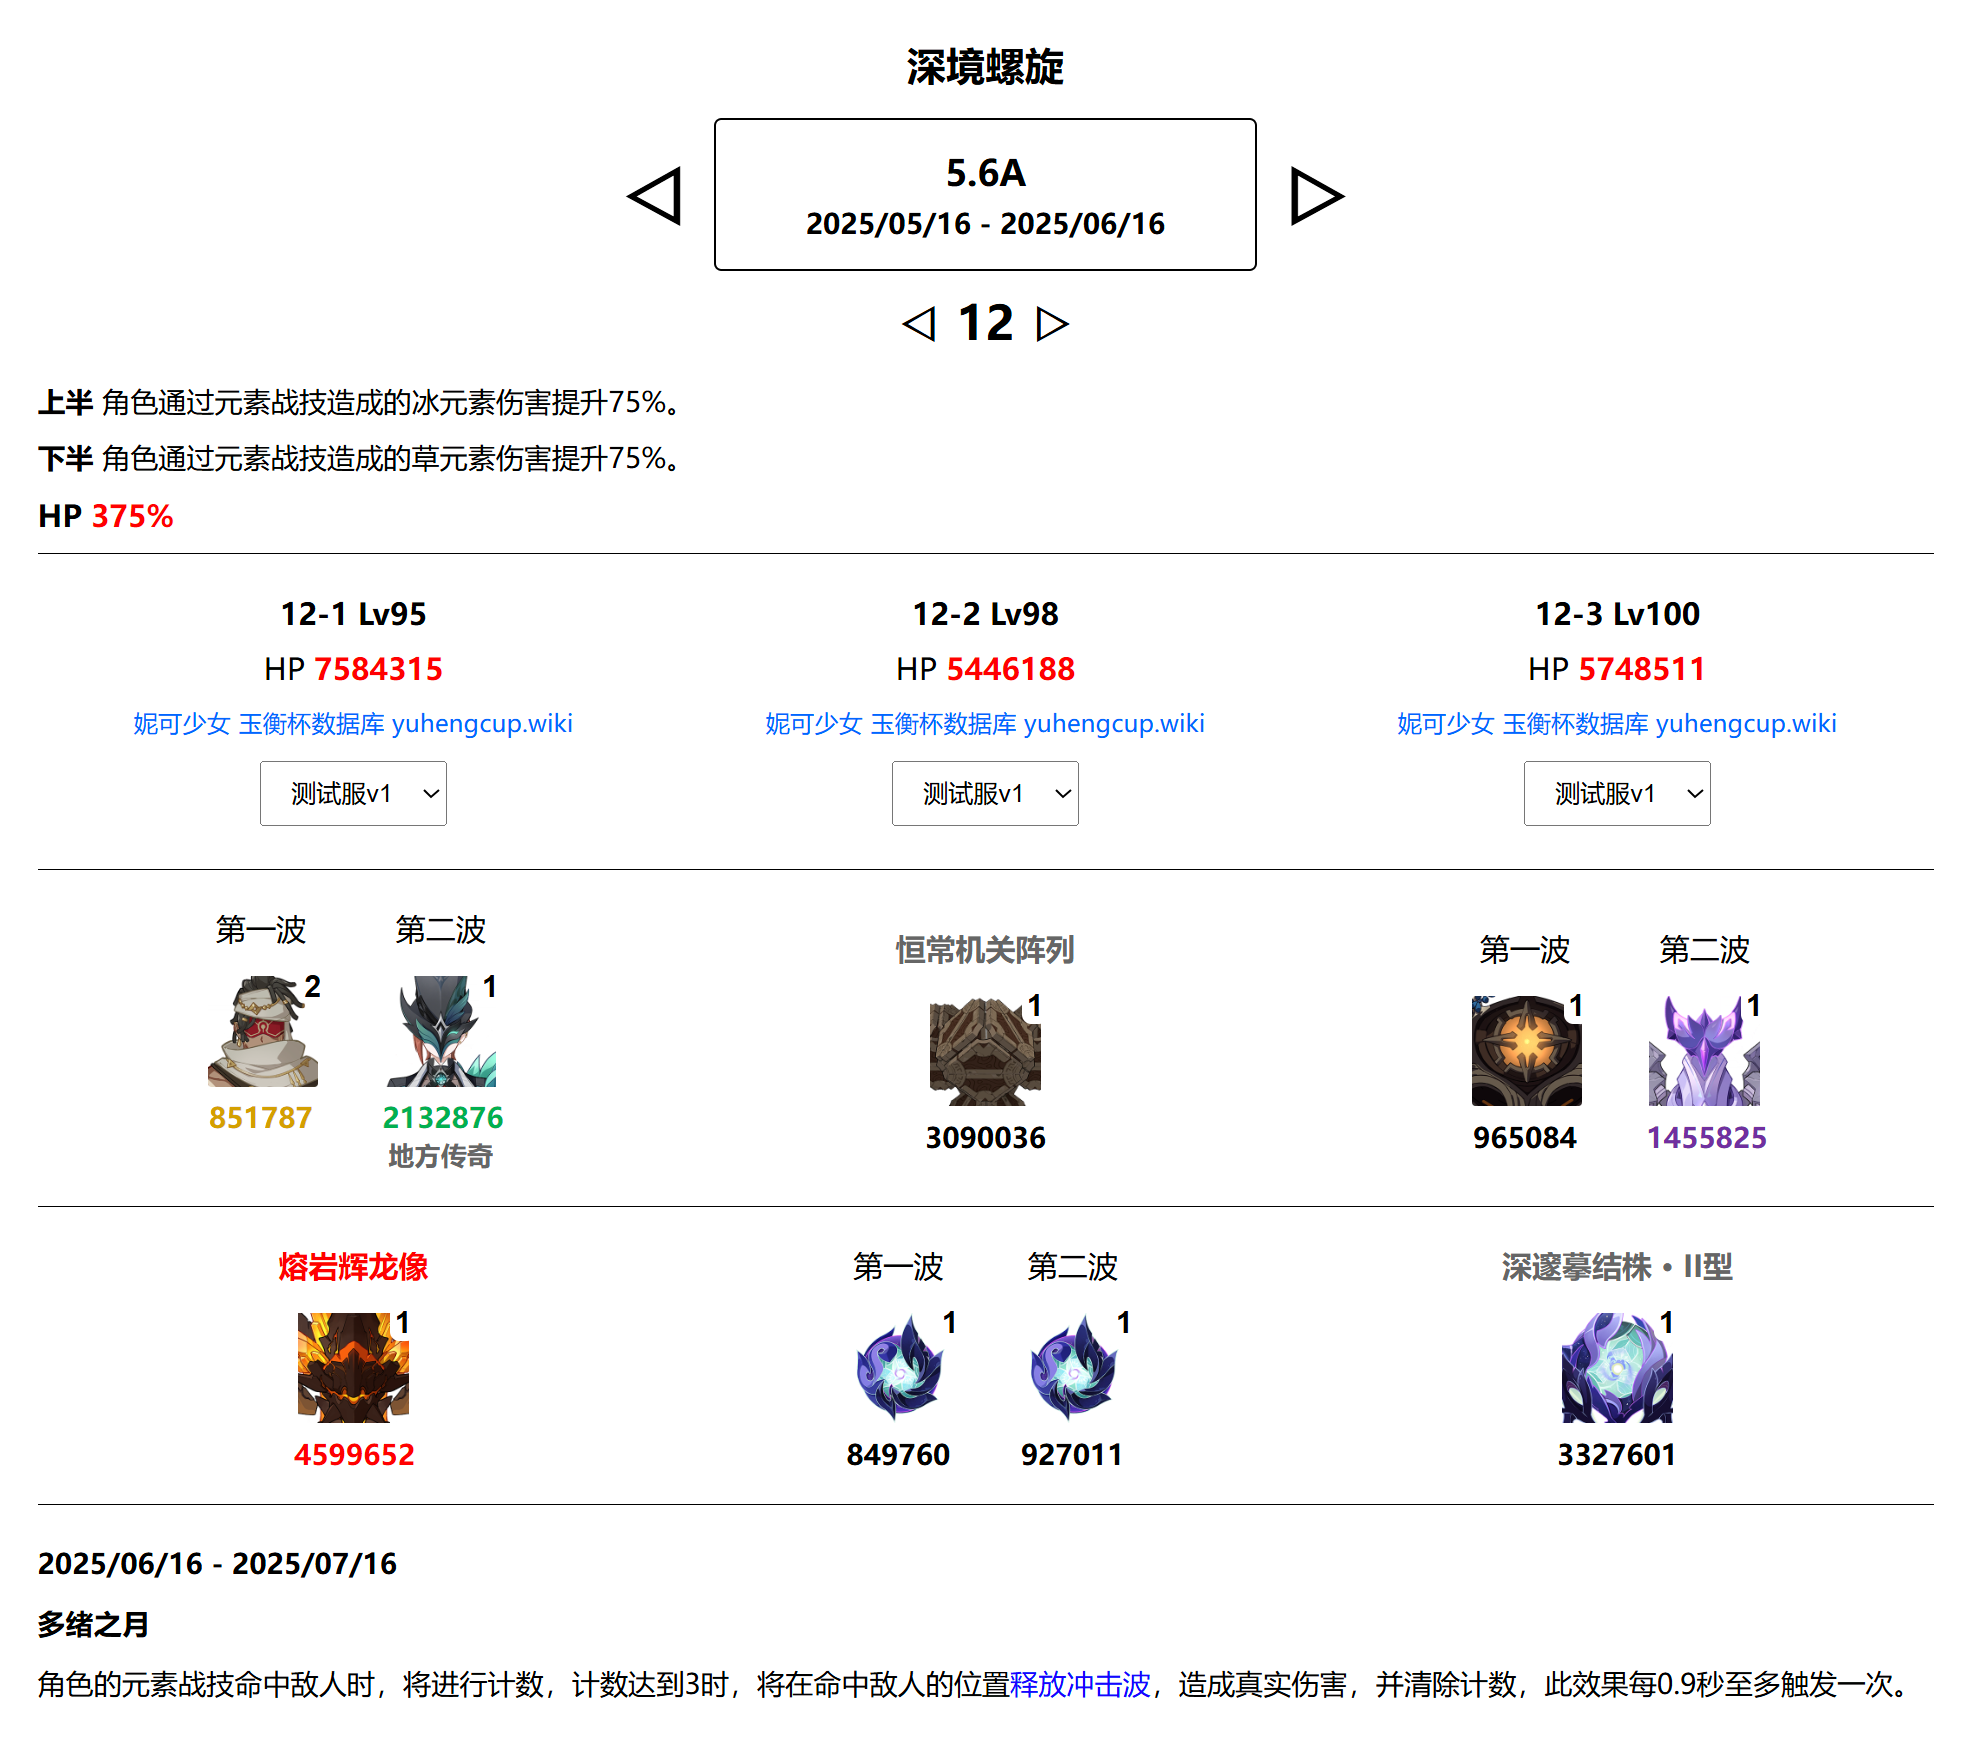 深境螺旋
5.6A
2025/05/16 - 2025/06/16
12
上半 角色通过元素战技造成的冰元素伤害提升75%。
下半 角色通过元素战技造成的草元素伤害提升75%。
HP 375%
12-1 Lv95
HP 7584315
妮可少女 玉衡杯数据库 yuhengcup.wiki
测试服v1
12-2 Lv98
HP 5446188
妮可少女 玉衡杯数据库 yuhengcup.wiki
测试服v1
12-3 Lv100
HP 5748511
妮可少女 玉衡杯数据库 yuhengcup.wiki
测试服v1
第一波
2
851787
第二波
1
2132876
地方传奇
恒常机关阵列
1
3090036
第一波
1
965084
第二波
1
1455825
熔岩辉龙像
1
4599652
第一波
1
849760
第二波
1
927011
深邃摹结株・II型
1
3327601
2025/06/16 - 2025/07/16
多绪之月
角色的元素战技命中敌人时，将进行计数，计数达到3时，将在命中敌人的位置释放冲击波，造成真实伤害，并清除计数，此效果每0.9秒至多触发一次。